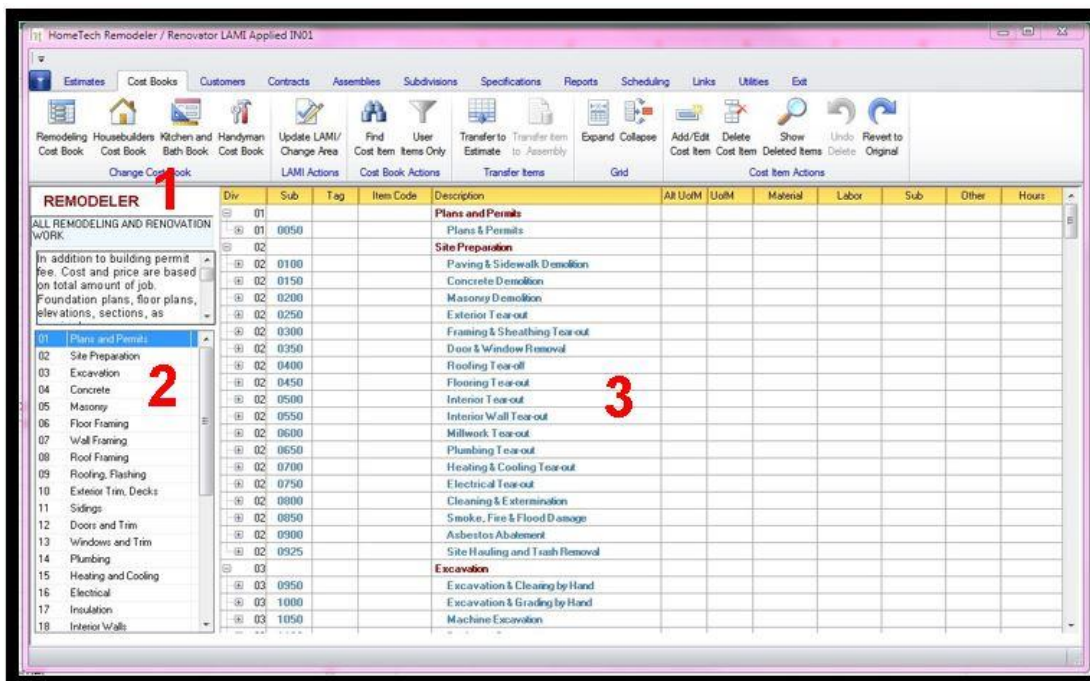 HomeTech Remodeler / Renovator LAMI Applied IN01
Estimates Cost Books Customers Contracts Assemblies Subdivisions Specifications Reports Scheduling Links Utilities Exit
Remodeling Housebuilders Kitchen and Handyman Update LAMI/ Find User Transfer to Transfer item Expand Collapse Add/Edit Delete Show Undo Revert to
Cost Book Cost Book Bath Book Cost Book Change Area Cost Item Items Only Estimate to Assembly Cost Item Cost Item Deleted Items Delete Original
Change Cost Book LAMI Actions Cost Book Actions Transfer Items Grid Cost Item Actions
1
REMODELER
ALL REMODELING AND RENOVATION
WORK
In addition to building permit
fee. Cost and price are based
on total amount of job.
Foundation plans, floor plans,
elevations, sections, as
01 Plans and Permits
02 Site Preparation
03 Excavation
04 Concrete
05 Masonry
06 Floor Framing
07 Wall Framing
08 Roof Framing
09 Roofing, Flashing
10 Exterior Trim, Decks
11 Sidings
12 Doors and Trim
13 Windows and Trim
14 Plumbing
15 Heating and Cooling
16 Electrical
17 Insulation
18 Interior Walls
2
Div Sub Tag Item Code Description Alt UofM UofM Material Labor Sub Other Hours
01 Plans and Permits
01 0050 Plans & Permits
02 Site Preparation
02 0100 Paving & Sidewalk Demolition
02 0150 Concrete Demolition
02 0200 Masonry Demolition
02 0250 Exterior Tear-out
02 0300 Framing & Sheathing Tear-out
02 0350 Door & Window Removal
02 0400 Roofing Tear-off
02 0450 Flooring Tear-out
02 0500 Interior Tear-out
02 0550 Interior Wall Tear-out
02 0600 Millwork Tear-out
02 0650 Plumbing Tear-out
02 0700 Heating & Cooling Tear-out
02 0750 Electrical Tear-out
02 0800 Cleaning & Extermination
02 0850 Smoke, Fire & Flood Damage
02 0900 Asbestos Abatement
02 0925 Site Hauling and Trash Removal
03 Excavation
03 0950 Excavation & Clearing by Hand
03 1000 Excavation & Grading by Hand
03 1050 Machine Excavation
3